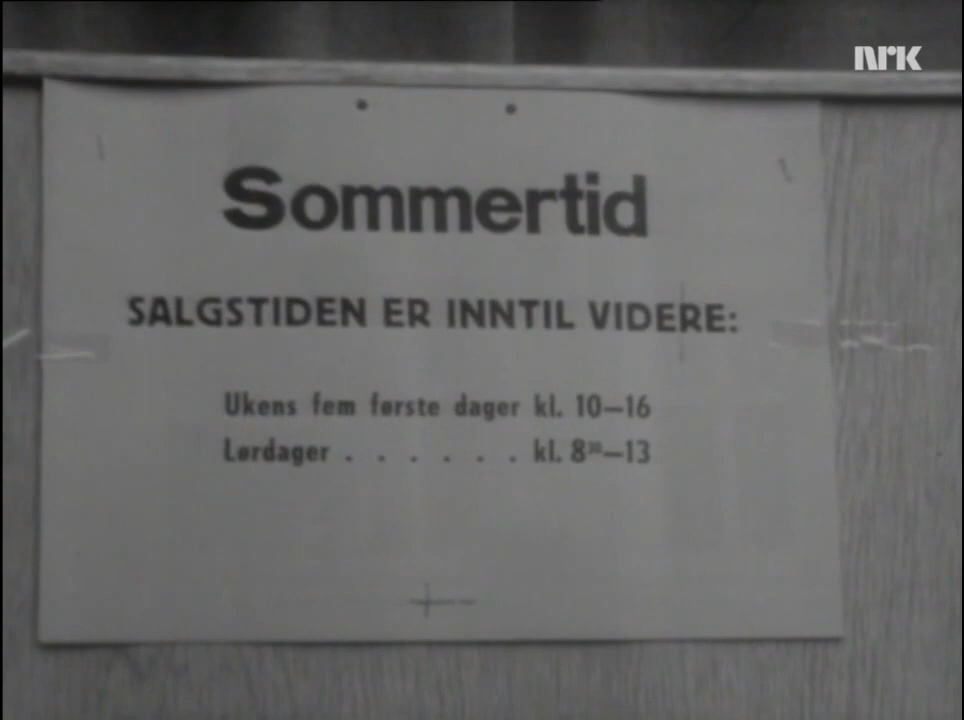 NRK
Sommertid
SALGSTIDEN ER INNTIL VIDERE:
Ukens fem første dager kl. 10—16
Lørdager . . . . . . kl. 8³⁰—13